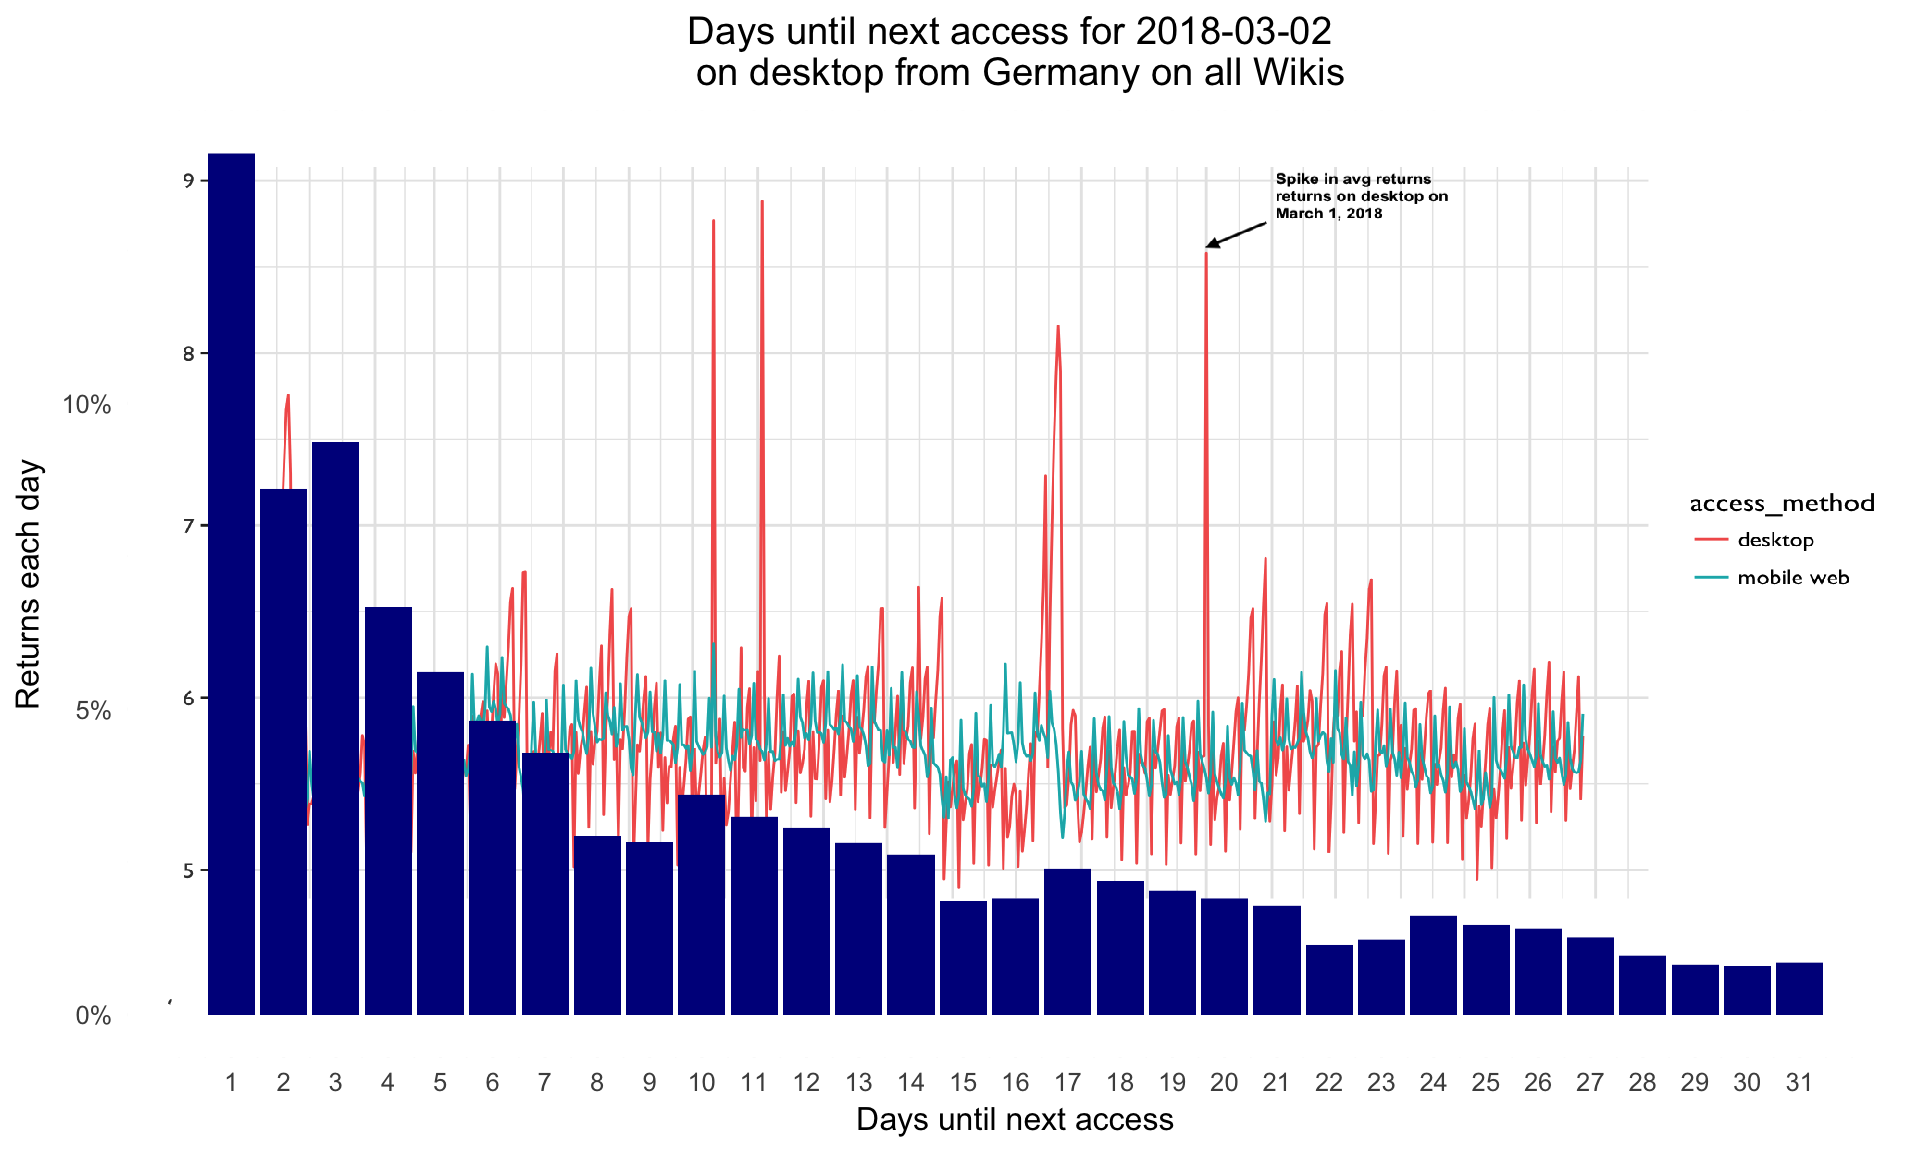 Days until next access for 2018-03-02
on desktop from Germany on all Wikis
Returns each day
10%
5%
0%
9
8
7
6
5
Spike in avg returns
returns on desktop on
March 1, 2018
access_method
desktop
mobile web
1 2 3 4 5 6 7 8 9 10 11 12 13 14 15 16 17 18 19 20 21 22 23 24 25 26 27 28 29 30 31
Days until next access